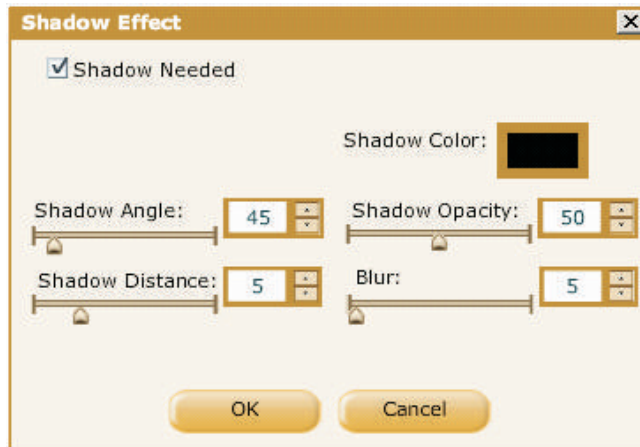 Shadow Effect
Shadow Needed
Shadow Color:
Shadow Angle: 45
Shadow Opacity: 50
Shadow Distance: 5
Blur: 5
OK
Cancel